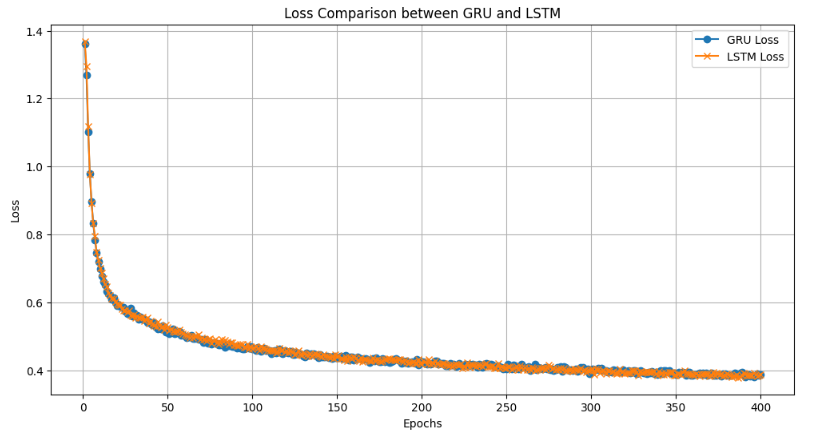 Loss Comparison between GRU and LSTM
GRU Loss
LSTM Loss
1.4
1.2
1.0
0.8
0.6
0.4
Loss
0 50 100 150 200 250 300 350 400
Epochs